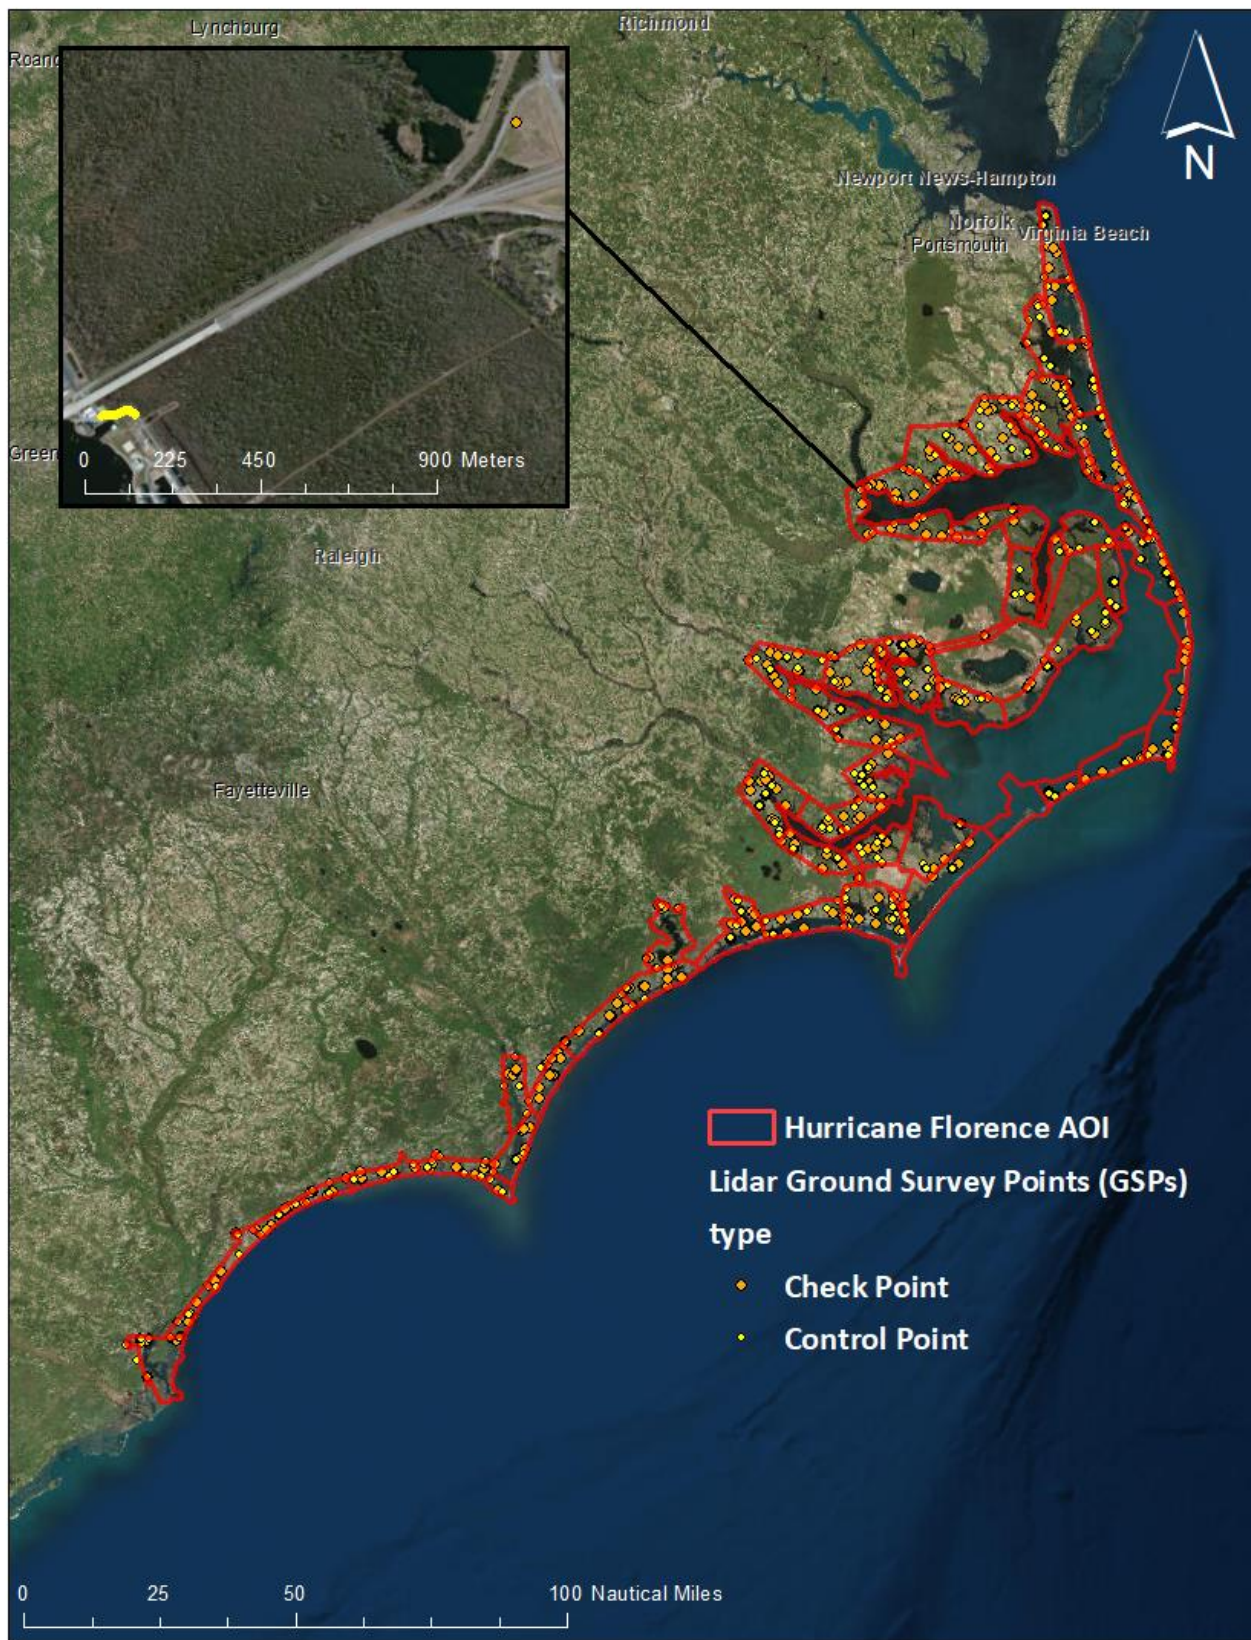 Lynchburg
Richmond
Roano
N
Newport News-Hampton
Norfolk
Virginia Beach
Portsmouth
Green
0 225 450 900 Meters
Raleigh
Fayetteville
Hurricane Florence AOI
Lidar Ground Survey Points (GSPs)
type
Check Point
Control Point
0 25 50 100 Nautical Miles